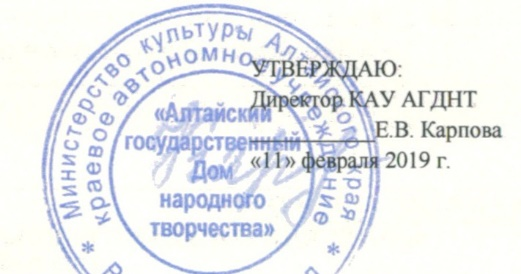 УТВЕРЖДАЮ:
Директор КАУ АГДНТ
____________Е.В. Карпова
«11» февраля 2019 г.
Министерство культуры Алтайского края
краевое автономное учреждение
«Алтайский
государственный
Дом
народного
творчества»